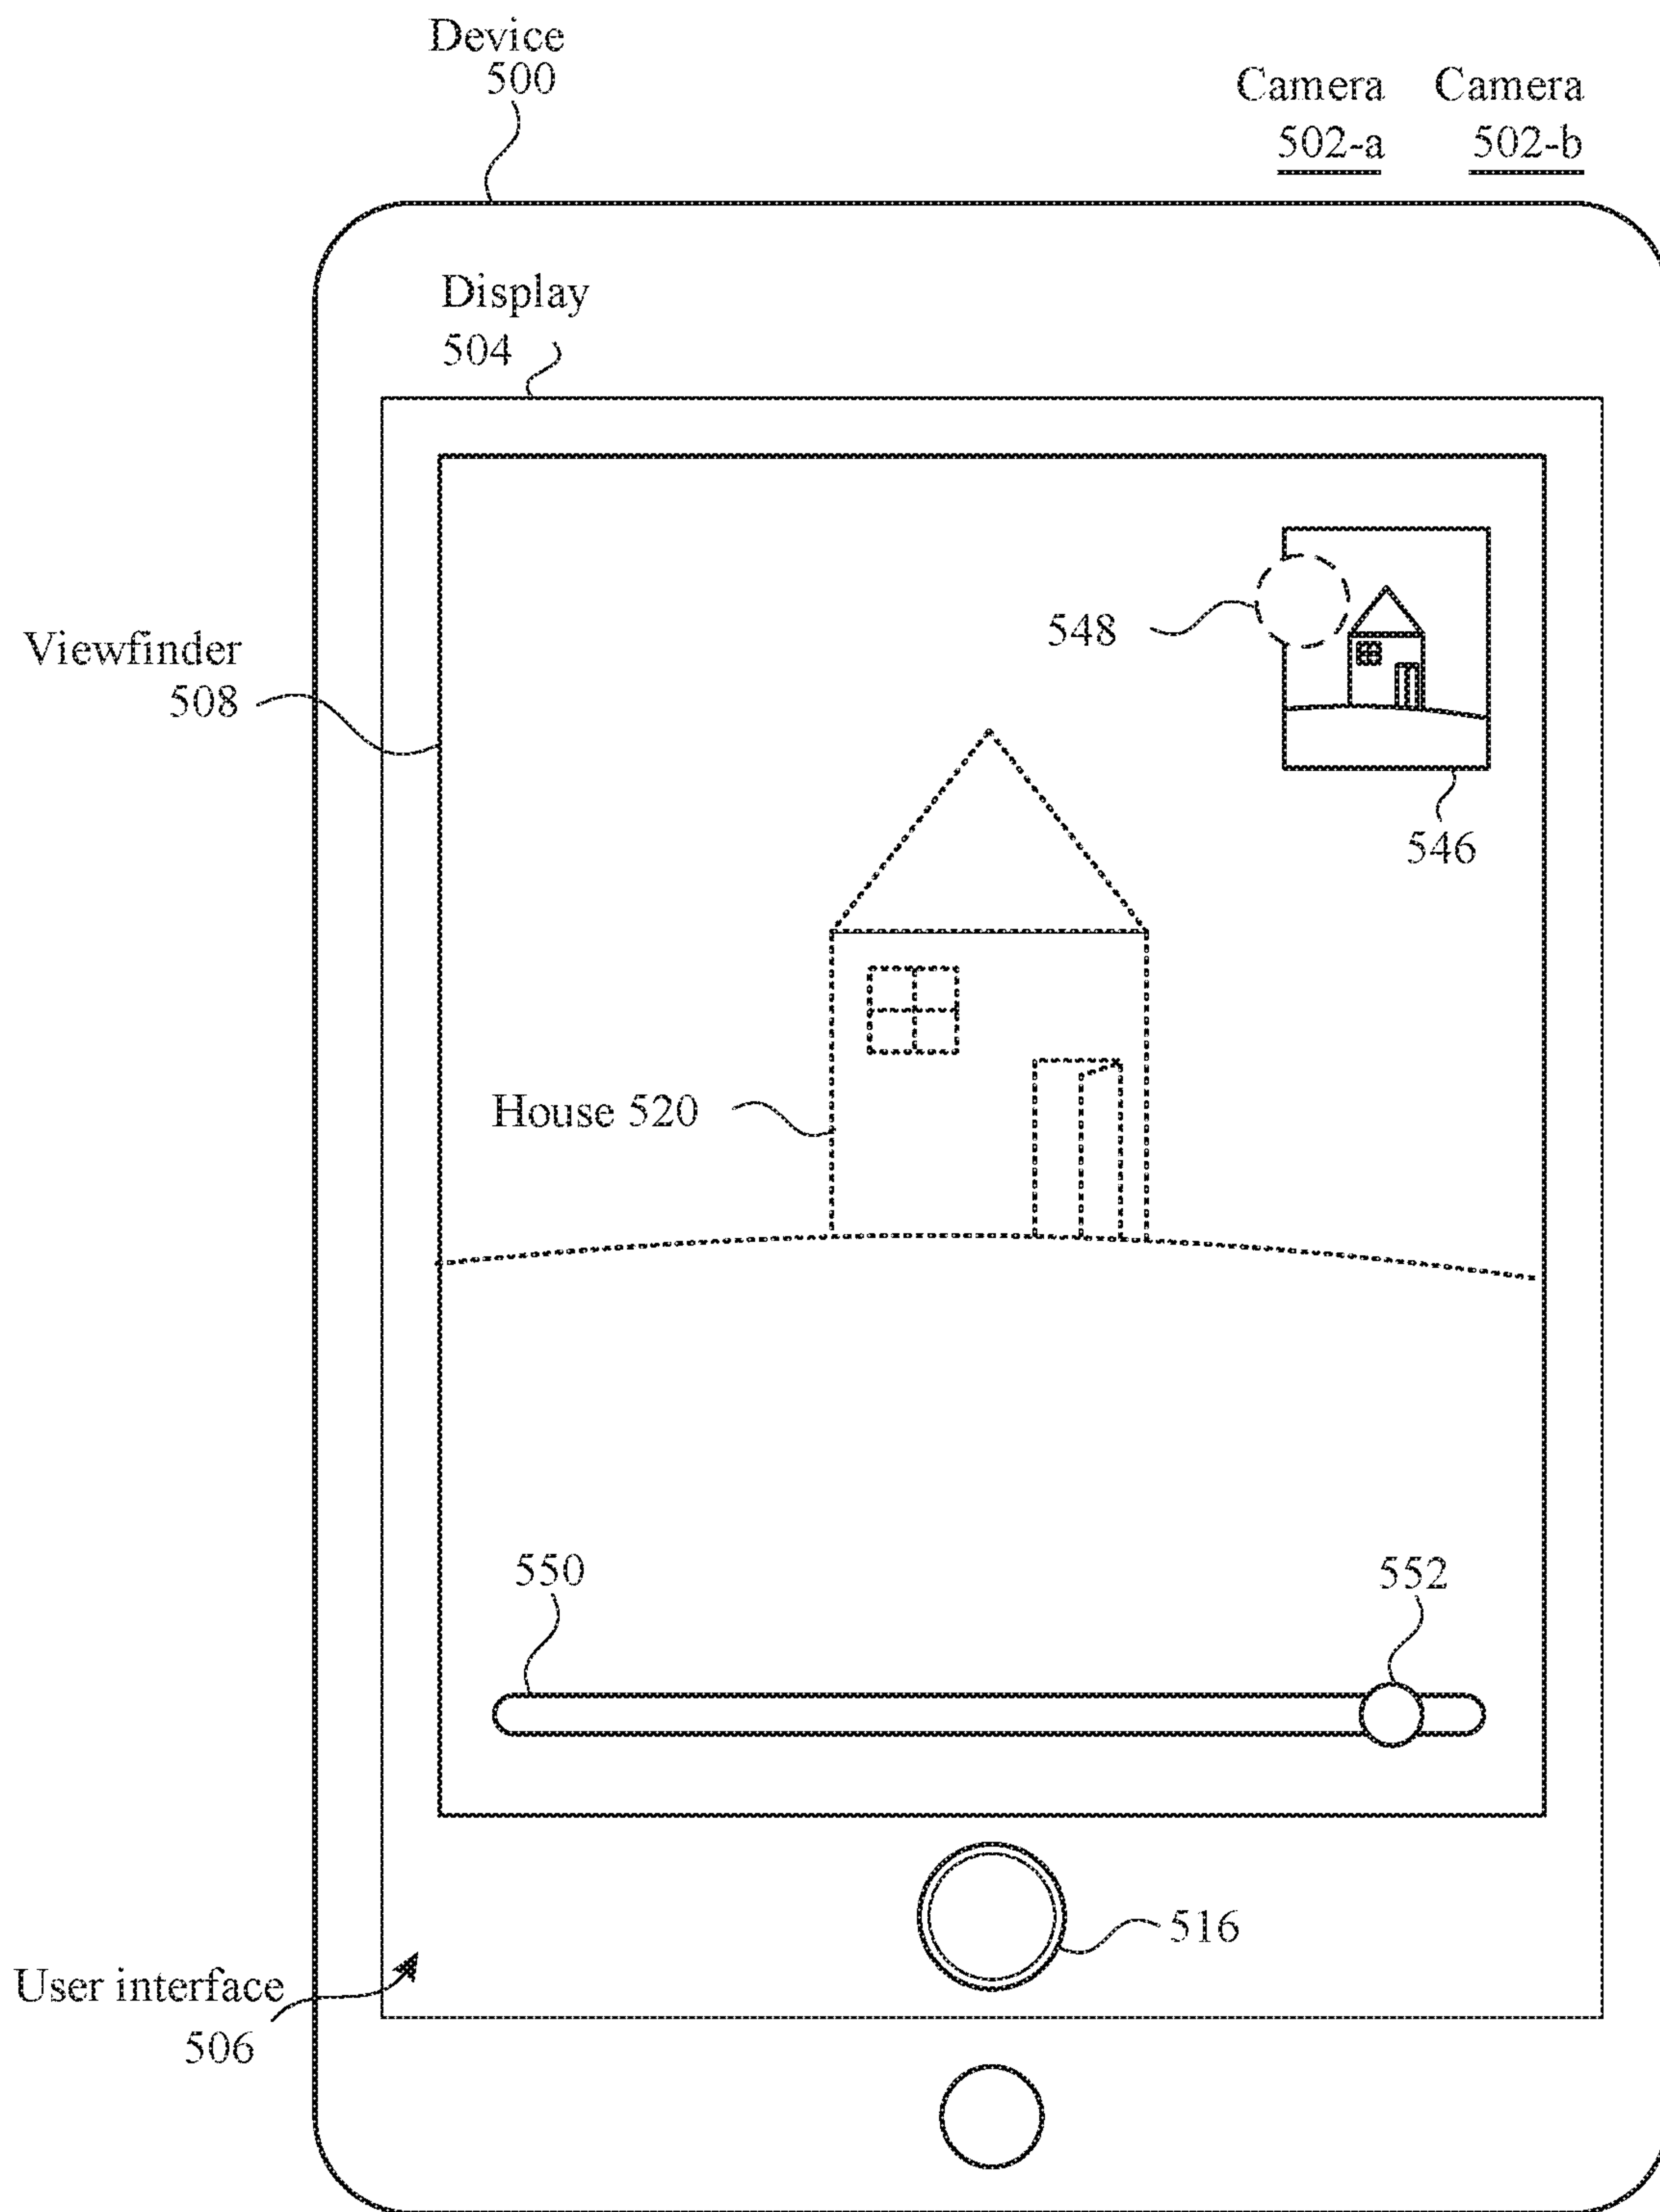 Device
500
Camera Camera
502-a 502-b
Display
504
Viewfinder
508
548
546
House 520
550
552
516
User interface
506